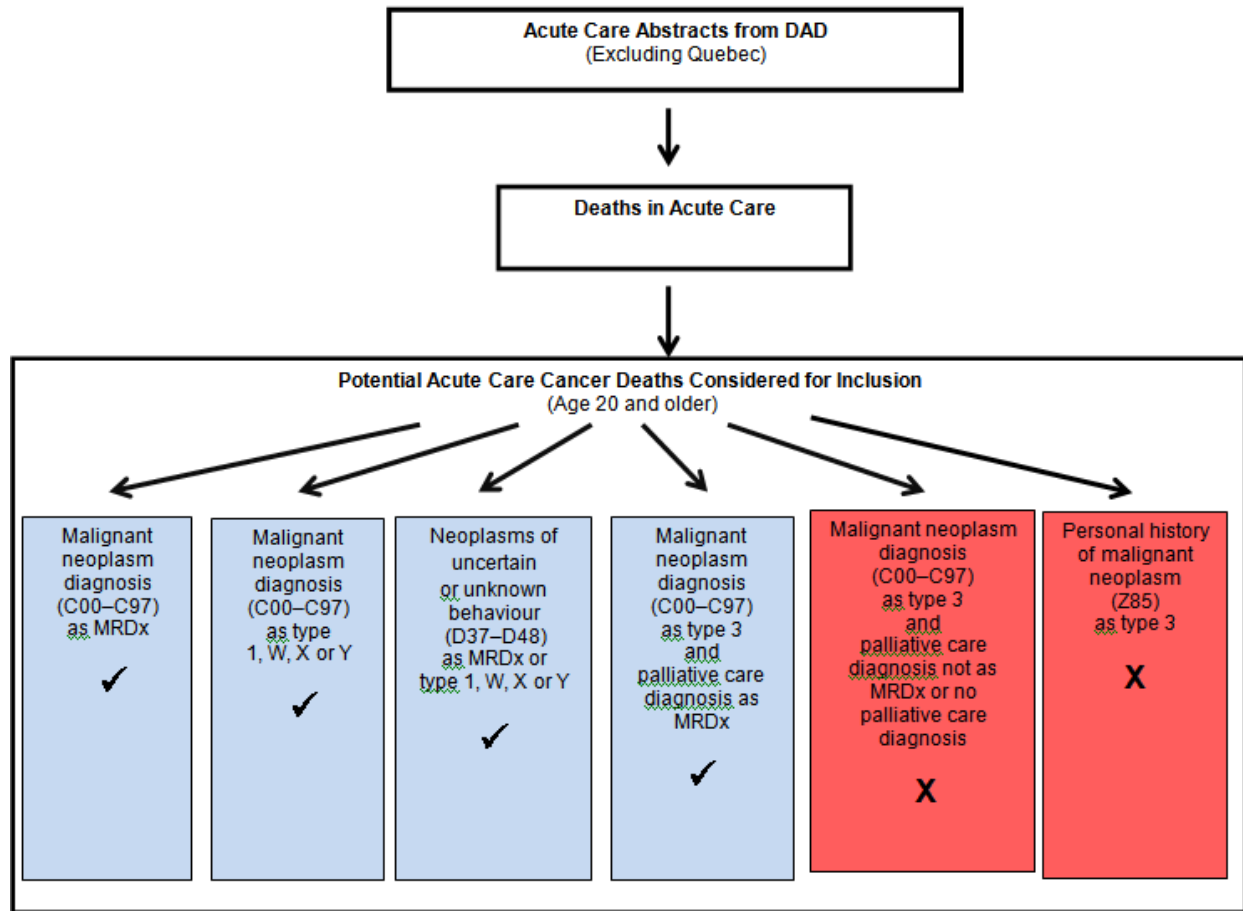 Acute Care Abstracts from DAD
(Excluding Quebec)
Deaths in Acute Care
Potential Acute Care Cancer Deaths Considered for Inclusion
(Age 20 and older)
Malignant
neoplasm
diagnosis
(C00–C97)
as MRDx
✓
Malignant
neoplasm
diagnosis
(C00–C97)
as type
1, W, X or Y
✓
Neoplasms of
uncertain
or unknown
behaviour
(D37–D48)
as MRDx or
type 1, W, X or Y
✓
Malignant
neoplasm
diagnosis
(C00–C97)
as type 3
and
palliative care
diagnosis as
MRDx
✓
Malignant neoplasm
diagnosis
(C00–C97)
as type 3
and
palliative care
diagnosis not as
MRDx or no
palliative care
diagnosis
X
Personal history
of malignant
neoplasm
(Z85)
as type 3
X